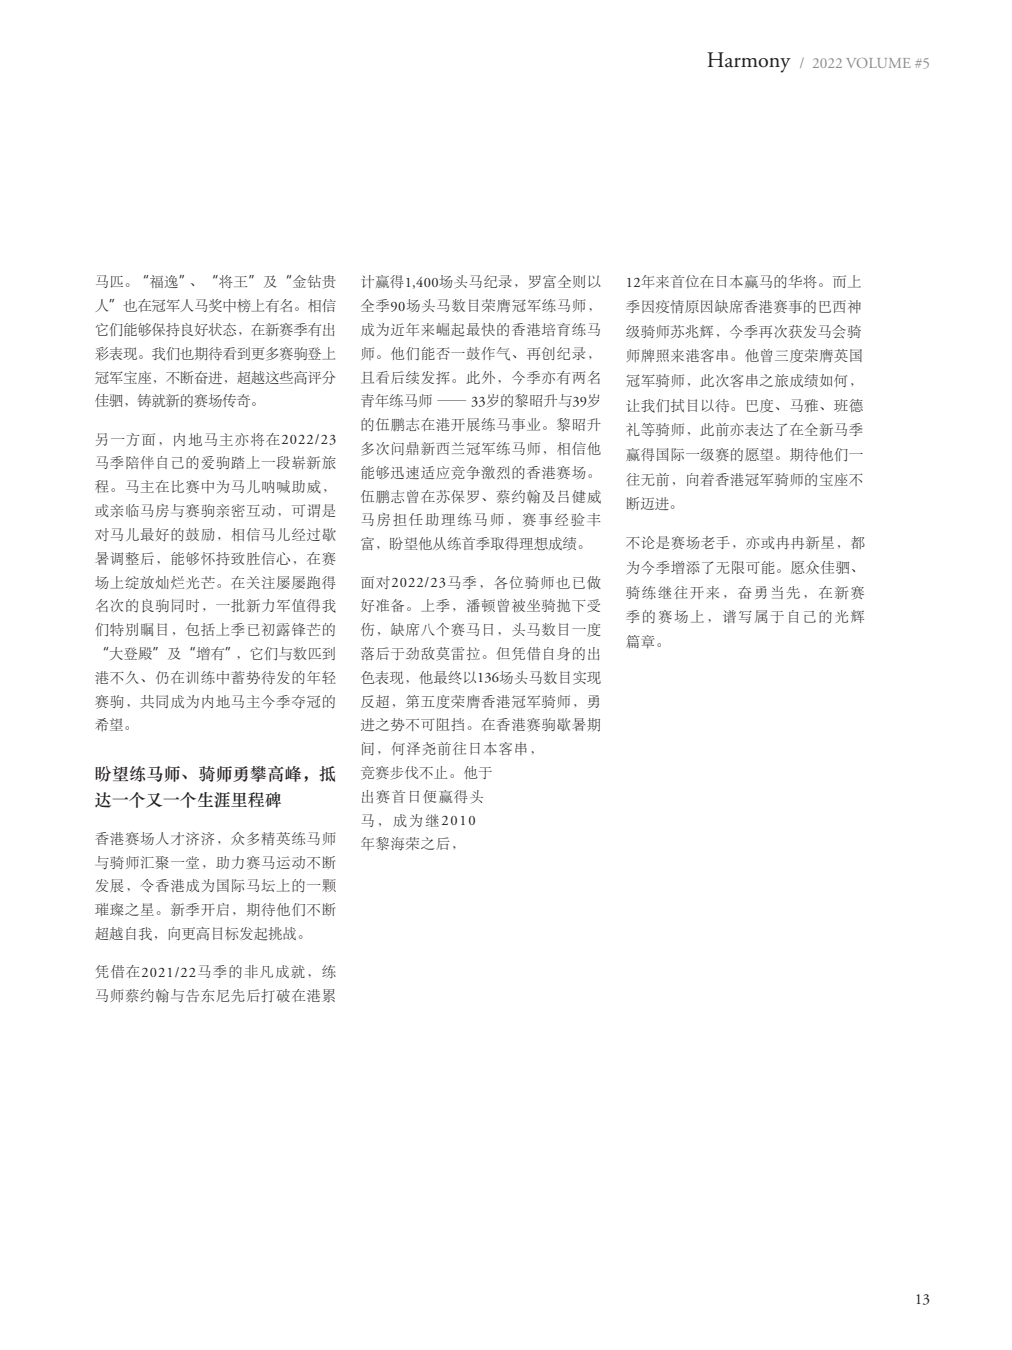 Harmony / 2022 VOLUME #5
马匹。“福逸”、“将王”及“金钻贵
人”也在冠军人马奖中榜上有名。相信
它们能够保持良好状态，在新赛季有出
彩表现。我们也期待看到更多赛驹登上
冠军宝座，不断奋进，超越这些高评分
佳驷，铸就新的赛场传奇。
另一方面，内地马主亦将在2022/23
马季陪伴自己的爱驹踏上一段崭新旅
程。马主在比赛中为马儿呐喊助威，
或亲临马房与赛驹亲密互动，可谓是
对马儿最好的鼓励，相信马儿经过歇
暑调整后，能够怀持致胜信心，在赛
场上绽放灿烂光芒。在关注屡屡跑得
名次的良驹同时，一批新力军值得我
们特别瞩目，包括上季已初露锋芒的
“大登殿”及“增有”，它们与数匹到
港不久、仍在训练中蓄势待发的年轻
赛驹，共同成为内地马主今季夺冠的
希望。
盼望练马师、骑师勇攀高峰，抵
达一个又一个生涯里程碑
香港赛场人才济济，众多精英练马师
与骑师汇聚一堂，助力赛马运动不断
发展，令香港成为国际马坛上的一颗
璀璨之星。新季开启，期待他们不断
超越自我，向更高目标发起挑战。
凭借在2021/22马季的非凡成就，练
马师蔡约翰与告东尼先后打破在港累
计赢得1,400场头马纪录，罗富全则以
全季90场头马数目荣膺冠军练马师，
成为近年来崛起最快的香港培育练马
师。他们能否一鼓作气、再创纪录，
且看后续发挥。此外，今季亦有两名
青年练马师 —— 33岁的黎昭升与39岁
的伍鹏志在港开展练马事业。黎昭升
多次问鼎新西兰冠军练马师，相信他
能够迅速适应竞争激烈的香港赛场。
伍鹏志曾在苏保罗、蔡约翰及吕健威
马房担任助理练马师，赛事经验丰
富，盼望他从练首季取得理想成绩。
面对2022/23马季，各位骑师也已做
好准备。上季，潘顿曾被坐骑抛下受
伤，缺席八个赛马日，头马数目一度
落后于劲敌莫雷拉。但凭借自身的出
色表现，他最终以136场头马数目实现
反超，第五度荣膺香港冠军骑师，勇
进之势不可阻挡。在香港赛驹歇暑期
间，何泽尧前往日本客串，
竞赛步伐不止。他于
出赛首日便赢得头
马，成为继2010
年黎海荣之后，
12年来首位在日本赢马的华将。而上
季因疫情原因缺席香港赛事的巴西神
级骑师苏兆辉，今季再次获发马会骑
师牌照来港客串。他曾三度荣膺英国
冠军骑师，此次客串之旅成绩如何，
让我们拭目以待。巴度、马雅、班德
礼等骑师，此前亦表达了在全新马季
赢得国际一级赛的愿望。期待他们一
往无前，向着香港冠军骑师的宝座不
断迈进。
不论是赛场老手，亦或冉冉新星，都
为今季增添了无限可能。愿众佳驷、
骑练继往开来，奋勇当先，在新赛
季的赛场上，谱写属于自己的光辉
篇章。
13